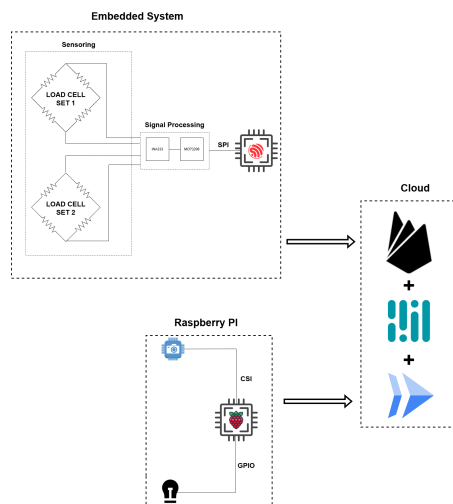 Embedded System
Sensoring
LOAD CELL
SET 1
Signal Processing
INA333
SPI
LOAD CELL
SET 2
Cloud
+
+
Raspberry PI
CSI
GPIO